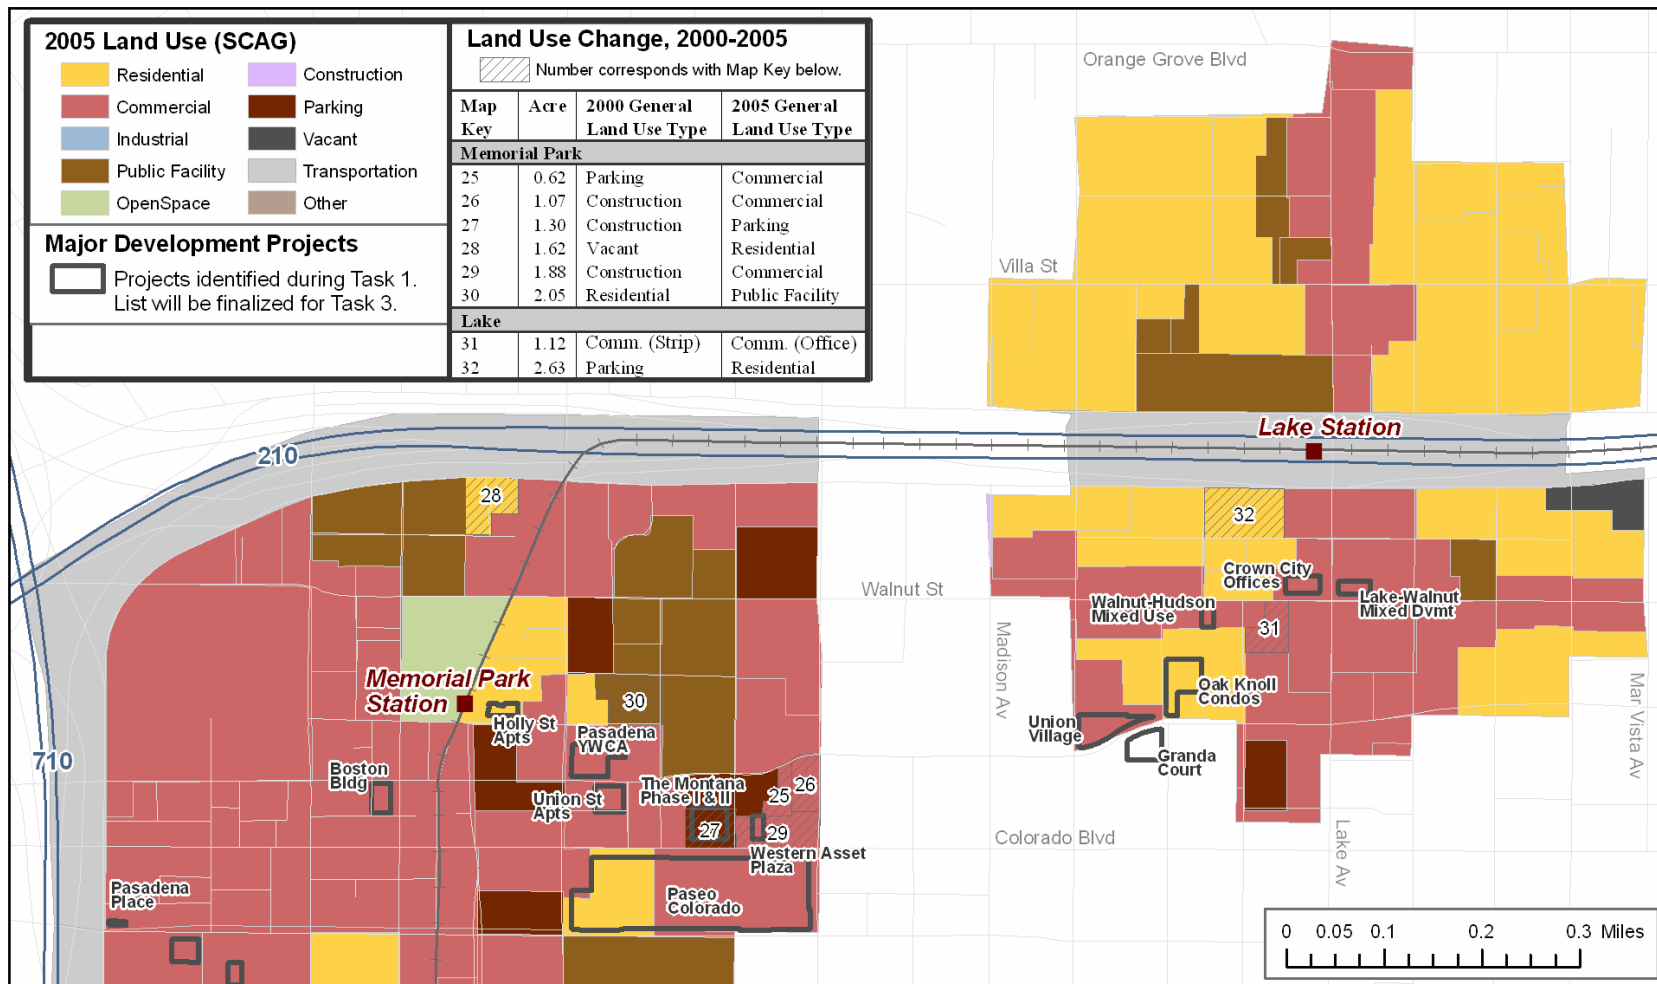 2005 Land Use (SCAG)
Residential
Commercial
Industrial
Public Facility
OpenSpace
Construction
Parking
Vacant
Transportation
Other
Major Development Projects
Projects identified during Task 1.
List will be finalized for Task 3.
Land Use Change, 2000-2005
Number corresponds with Map Key below.
Map Key Acre 2000 General Land Use Type 2005 General Land Use Type
Memorial Park
25 0.62 Parking Commercial
26 1.07 Construction Commercial
27 1.30 Construction Parking
28 1.62 Vacant Residential
29 1.88 Construction Commercial
30 2.05 Residential Public Facility
Lake
31 1.12 Comm. (Strip) Comm. (Office)
32 2.63 Parking Residential
Orange Grove Blvd
Villa St
Lake Station
210
28
32
Walnut St
Crown City
Offices
Lake-Walnut
Mixed Dvmt
Walnut-Hudson
Mixed Use
31
Madison Av
Memorial Park
Station
30
Oak Knoll
Condos
Mar Vista Av
Holly St
Apts
Pasadena
YWCA
Union
Village
Granda
Court
710
Boston
Bldg
The Montana
Phase I & II
Union St
Apts
25
26
27
29
Colorado Blvd
Lake Av
Western Asset
Plaza
Pasadena
Place
Paseo
Colorado
0 0.05 0.1 0.2 0.3 Miles